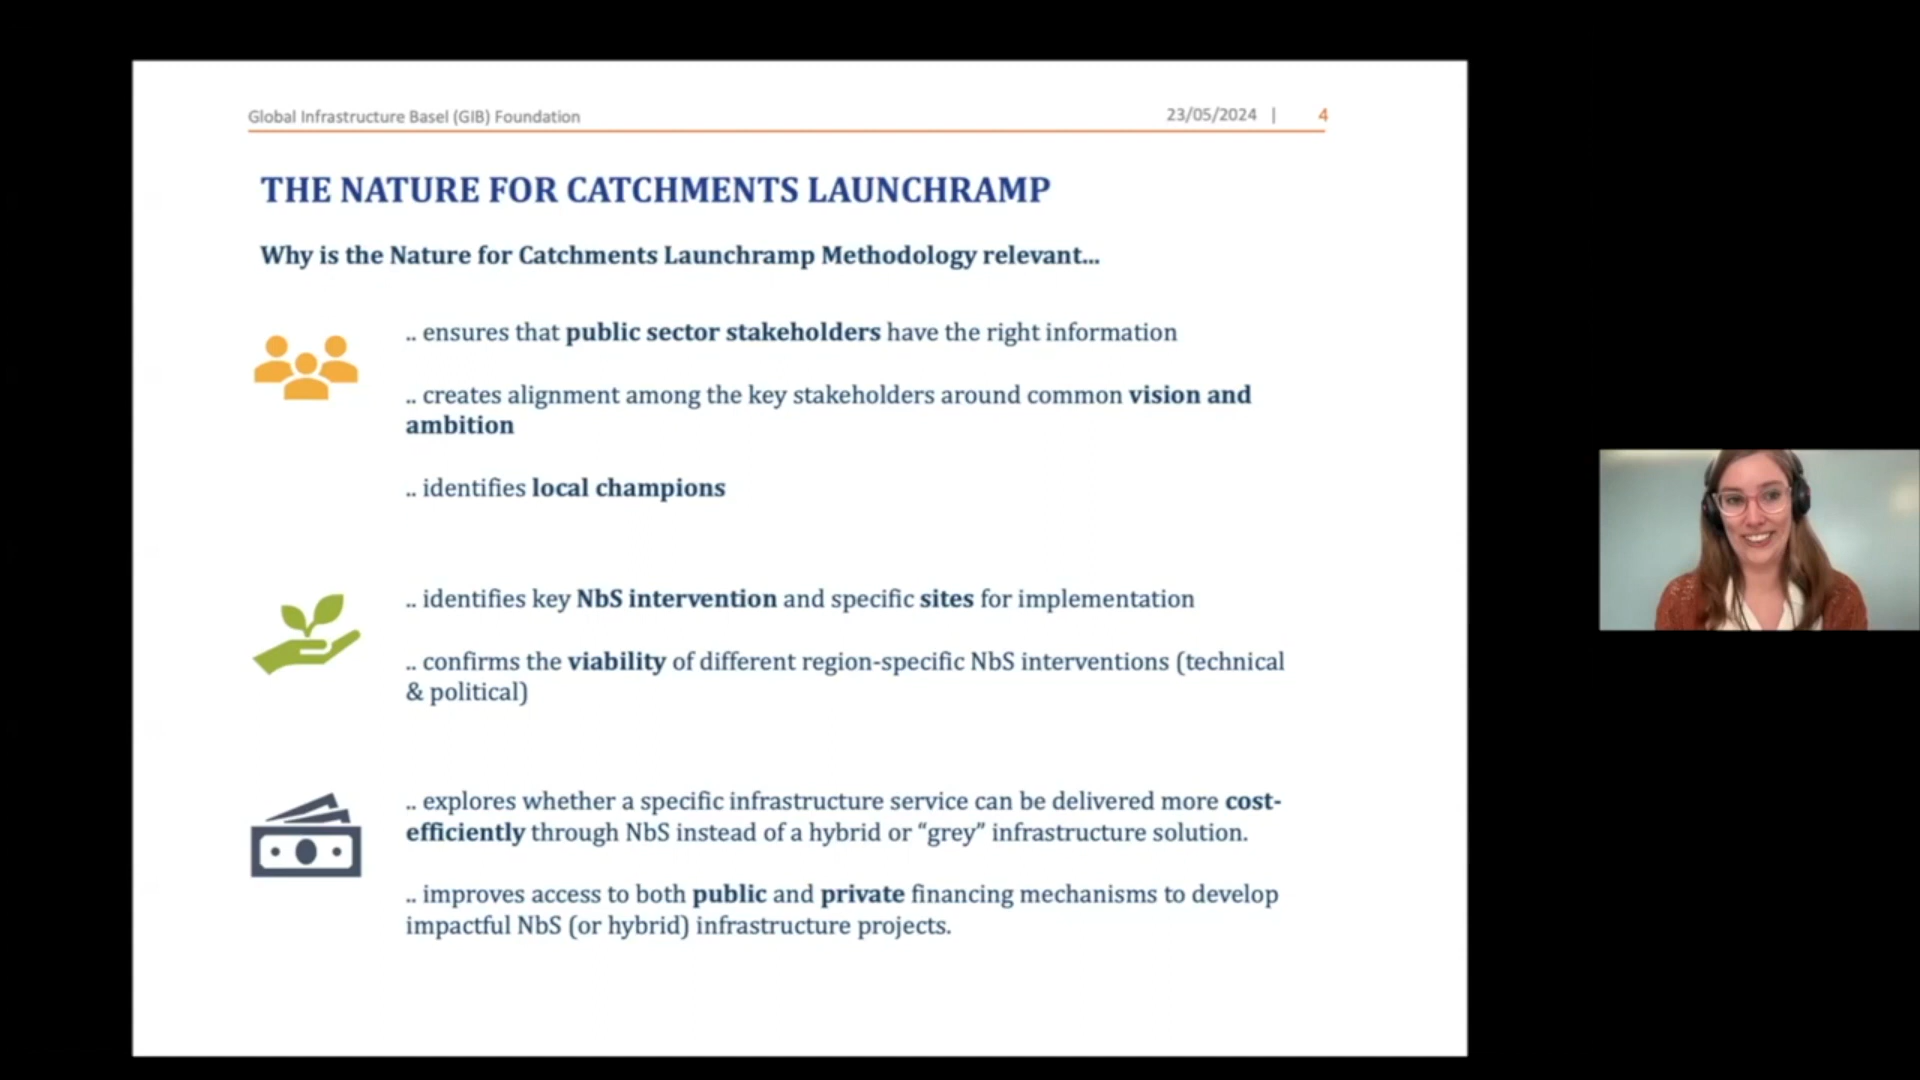 Global Infrastructure Basel (GIB) Foundation
23/05/2024 | 4
THE NATURE FOR CATCHMENTS LAUNCHRAMP
Why is the Nature for Catchments Launchramp Methodology relevant...
.. ensures that public sector stakeholders have the right information
.. creates alignment among the key stakeholders around common vision and
ambition
.. identifies local champions
.. identifies key NbS intervention and specific sites for implementation
.. confirms the viability of different region-specific NbS interventions (technical
& political)
.. explores whether a specific infrastructure service can be delivered more cost-
efficiently through NbS instead of a hybrid or “grey” infrastructure solution.
.. improves access to both public and private financing mechanisms to develop
impactful NbS (or hybrid) infrastructure projects.